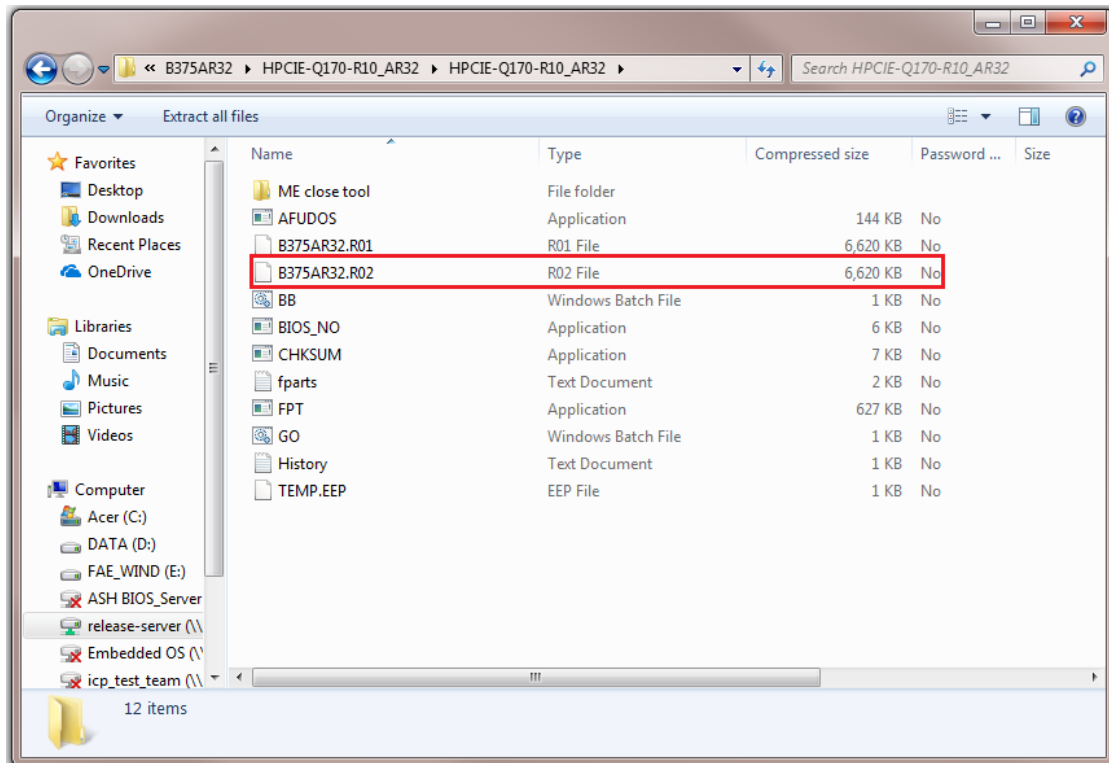 « B375AR32 ▸ HPCIE-Q170-R10_AR32 ▸ HPCIE-Q170-R10_AR32 ▸
Search HPCIE-Q170-R10_AR32
Organize Extract all files
Favorites
Desktop
Downloads
Recent Places
OneDrive
Libraries
Documents
Music
Pictures
Videos
Computer
Acer (C:)
DATA (D:)
FAE_WIND (E:)
ASH BIOS_Server
release-server (\\
Embedded OS (\\
icp_test_team (\\
Name Type Compressed size Password ... Size
ME close tool File folder
AFUDOS Application 144 KB No
B375AR32.R01 R01 File 6,620 KB No
B375AR32.R02 R02 File 6,620 KB No
BB Windows Batch File 1 KB No
BIOS_NO Application 6 KB No
CHKSUM Application 7 KB No
fparts Text Document 2 KB No
FPT Application 627 KB No
GO Windows Batch File 1 KB No
History Text Document 1 KB No
TEMP.EEP EEP File 1 KB No
12 items